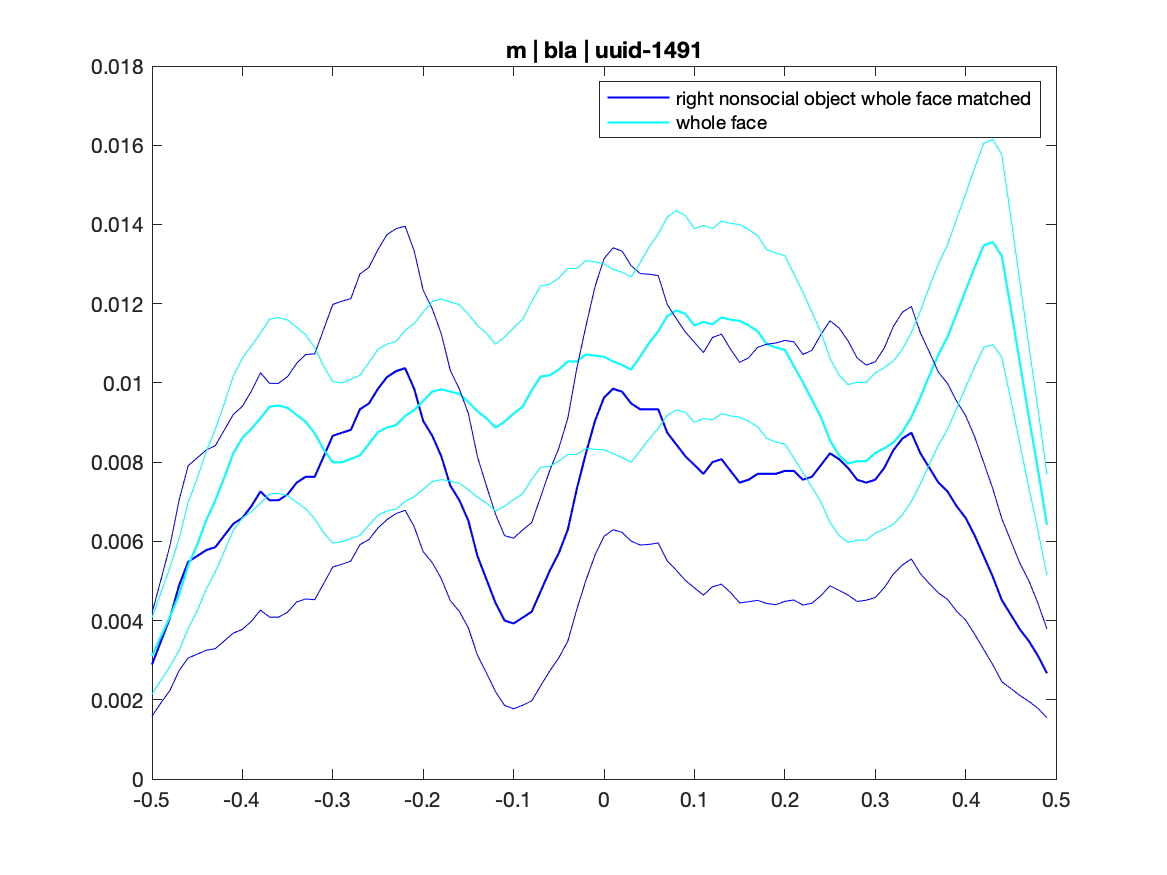 m | bla | uuid-1491
right nonsocial object whole face matched
whole face
0.018
0.016
0.014
0.012
0.01
0.008
0.006
0.004
0.002
0
-0.5 -0.4 -0.3 -0.2 -0.1 0 0.1 0.2 0.3 0.4 0.5